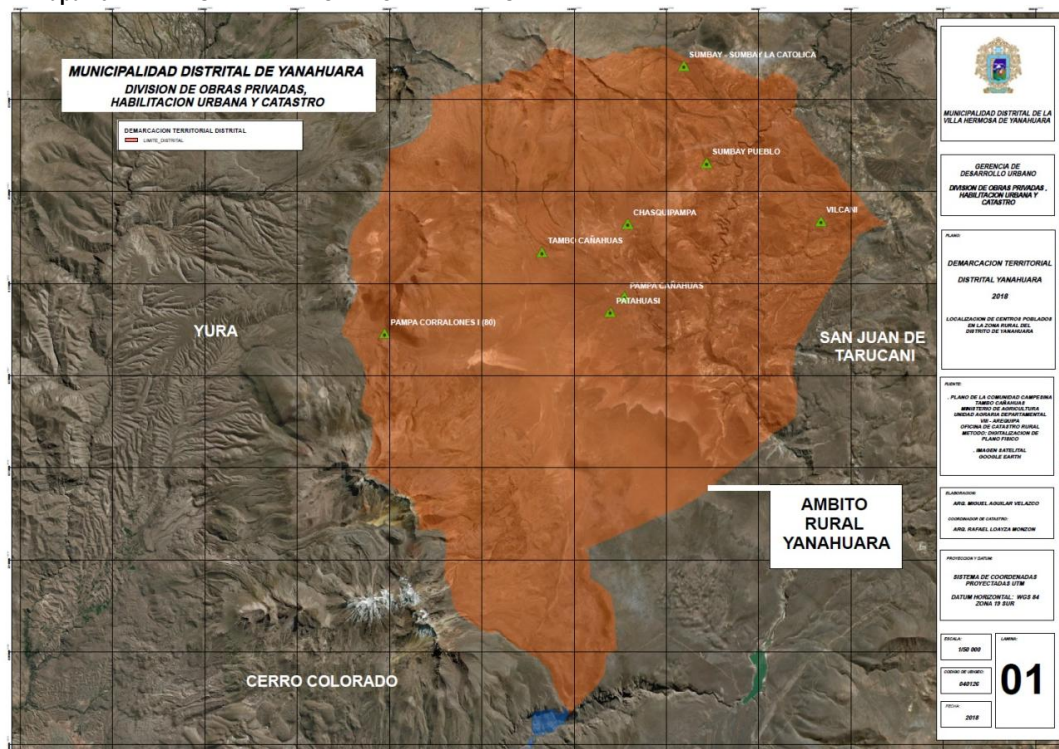 MUNICIPALIDAD DISTRITAL DE YANAHUARA
DIVISION DE OBRAS PRIVADAS,
HABILITACION URBANA Y CATASTRO
DEMARCACION TERRITORIAL DISTRITAL
LIMITE_DISTRITAL
SUMBAY - SUMBAY LA CATOLICA
SUMBAY PUEBLO
CHASQUIPAMPA
VILCANI
TAMBO CAÑAHUAS
PAMPA CAÑAHUAS
PATAHUASI
PAMPA CORRALONES I (80)
YURA
SAN JUAN DE
TARUCANI
AMBITO
RURAL
YANAHUARA
CERRO COLORADO
MUNICIPALIDAD DISTRITAL DE LA
VILLA HERMOSA DE YANAHUARA
GERENCIA DE
DESARROLLO URBANO
DIVISION DE OBRAS PRIVADAS,
HABILITACION URBANA Y
CATASTRO
PLANO:
DEMARCACION TERRITORIAL
DISTRITAL YANAHUARA
2018
LOCALIZACION DE CENTROS POBLADOS
EN LA ZONA RURAL DEL
DISTRITO DE YANAHUARA
FUENTE:
. PLANO DE LA COMUNIDAD CAMPESINA
TAMBO CAÑAHUAS
MINISTERIO DE AGRICULTURA
UNIDAD AGRARIA DEPARTAMENTAL
VIII - AREQUIPA
OFICINA DE CATASTRO RURAL
METODO: DIGITALIZACION DE
PLANO FISICO
. IMAGEN SATELITAL
GOOGLE EARTH
ELABORACION:
ARQ. MIGUEL AGUILAR VELAZCO
COORDINADOR DE CATASTRO:
ARQ. RAFAEL LOAYZA MONZON
PROYECCION Y DATUM:
SISTEMA DE COORDENADAS
PROYECTADAS UTM
DATUM HORIZONTAL: WGS 84
ZONA 19 SUR
ESCALA:
1/50 000
LAMINA:
01
CODIGO DE UBIGEO:
040126
FECHA:
2018